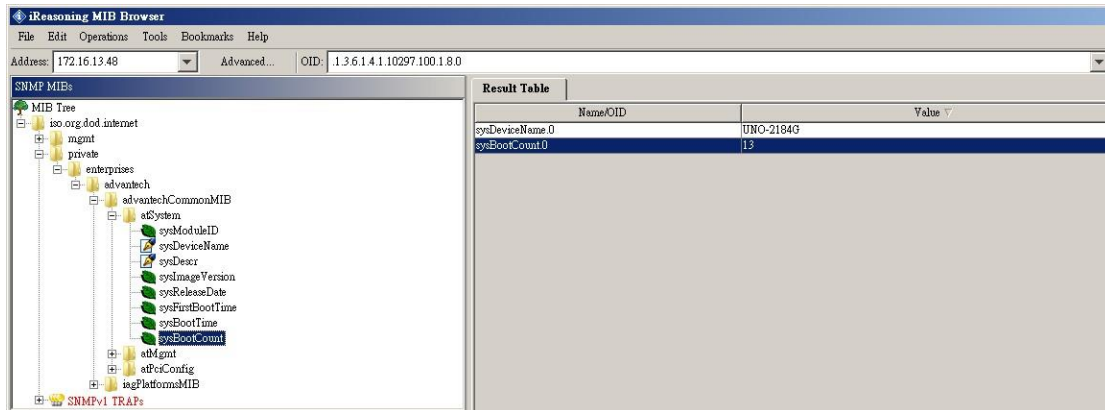 iReasoning MIB Browser
File Edit Operations Tools Bookmarks Help
Address: 172.16.13.48 Advanced... OID: .1.3.6.1.4.1.10297.100.1.8.0
SNMP MIBs
MIB Tree
iso.org.dod.internet
mgmt
private
enterprises
advantech
advantechCommonMIB
atSystem
sysModuleID
sysDeviceName
sysDescr
sysImageVersion
sysReleaseDate
sysFirstBootTime
sysBootTime
sysBootCount
atMgmt
atPciConfig
iagPlatformsMIB
SNMPv1 TRAPs
Result Table
Name/OID Value
sysDeviceName.0 UNO-2184G
sysBootCount.0 13